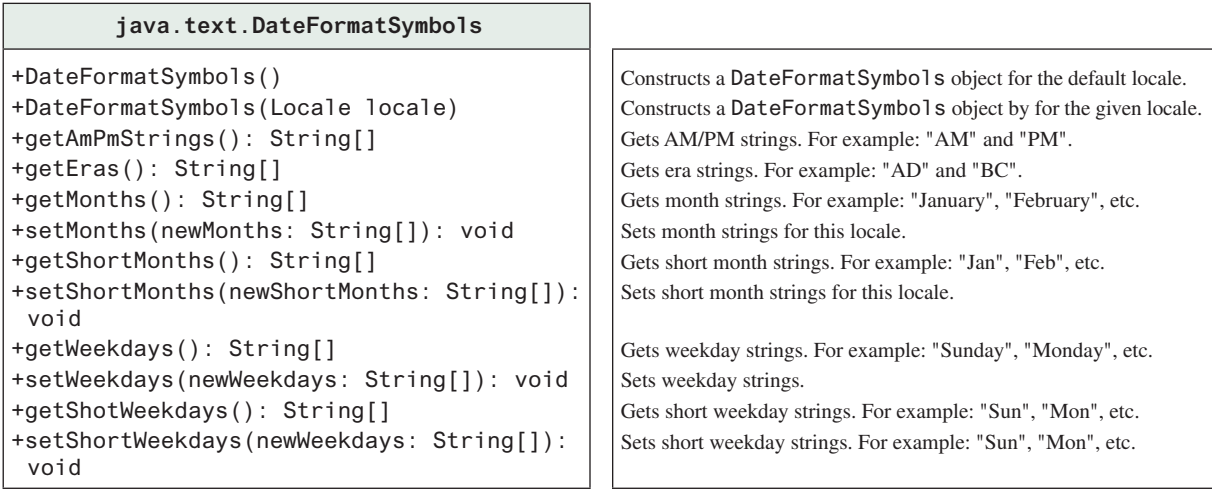 java.text.DateFormatSymbols
+DateFormatSymbols()
+DateFormatSymbols(Locale locale)
+getAmPmStrings(): String[]
+getEras(): String[]
+getMonths(): String[]
+setMonths(newMonths: String[]): void
+getShortMonths(): String[]
+setShortMonths(newShortMonths: String[]):
void
+getWeekdays(): String[]
+setWeekdays(newWeekdays: String[]): void
+getShotWeekdays(): String[]
+setShortWeekdays(newWeekdays: String[]):
void
Constructs a DateFormatSymbols object for the default locale.
Constructs a DateFormatSymbols object by for the given locale.
Gets AM/PM strings. For example: "AM" and "PM".
Gets era strings. For example: "AD" and "BC".
Gets month strings. For example: "January", "February", etc.
Sets month strings for this locale.
Gets short month strings. For example: "Jan", "Feb", etc.
Sets short month strings for this locale.
Gets weekday strings. For example: "Sunday", "Monday", etc.
Sets weekday strings.
Gets short weekday strings. For example: "Sun", "Mon", etc.
Sets short weekday strings. For example: "Sun", "Mon", etc.